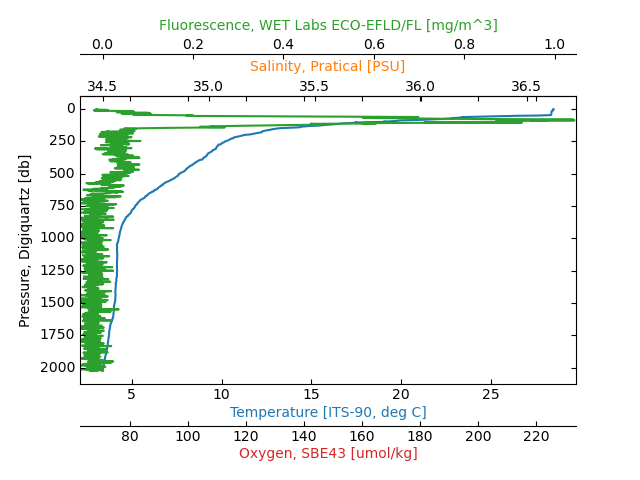 Fluorescence, WET Labs ECO-EFLD/FL [mg/m^3]
0.0 0.2 0.4 0.6 0.8 1.0
Salinity, Pratical [PSU]
34.5 35.0 35.5 36.0 36.5
0
250
500
750
1000
1250
1500
1750
2000
Pressure, Digiquartz [db]
5 10 15 20 25
Temperature [ITS-90, deg C]
80 100 120 140 160 180 200 220
Oxygen, SBE43 [umol/kg]